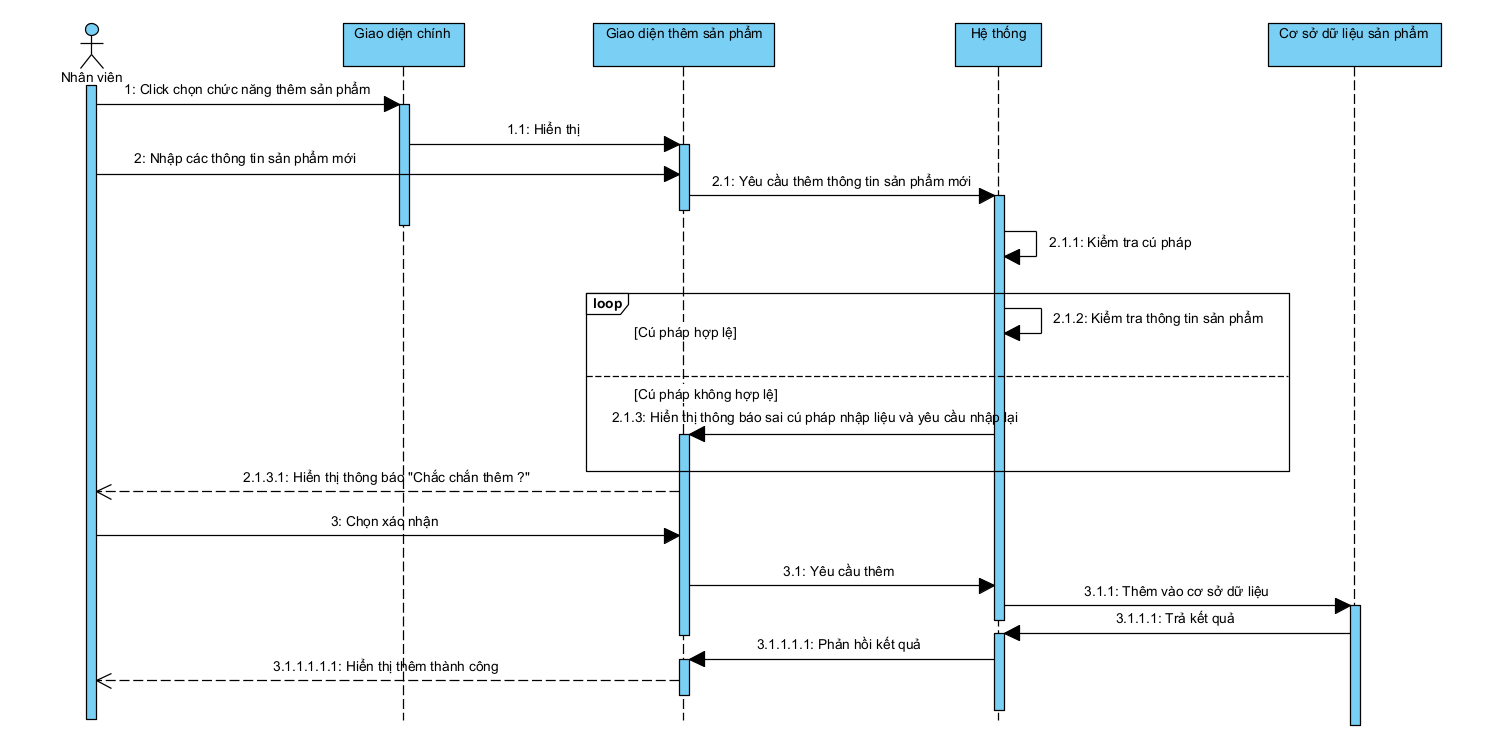 Giao diện chính
Giao diện thêm sản phẩm
Hệ thống
Cơ sở dữ liệu sản phẩm
Nhân viên
1: Click chọn chức năng thêm sản phẩm
1.1: Hiển thị
2: Nhập các thông tin sản phẩm mới
2.1: Yêu cầu thêm thông tin sản phẩm mới
2.1.1: Kiểm tra cú pháp
loop
2.1.2: Kiểm tra thông tin sản phẩm
[Cú pháp hợp lệ]
[Cú pháp không hợp lệ]
2.1.3: Hiển thị thông báo sai cú pháp nhập liệu và yêu cầu nhập lại
2.1.3.1: Hiển thị thông báo "Chắc chắn thêm ?"
3: Chọn xác nhận
3.1: Yêu cầu thêm
3.1.1: Thêm vào cơ sở dữ liệu
3.1.1.1: Trả kết quả
3.1.1.1.1: Phản hồi kết quả
3.1.1.1.1.1: Hiển thị thêm thành công